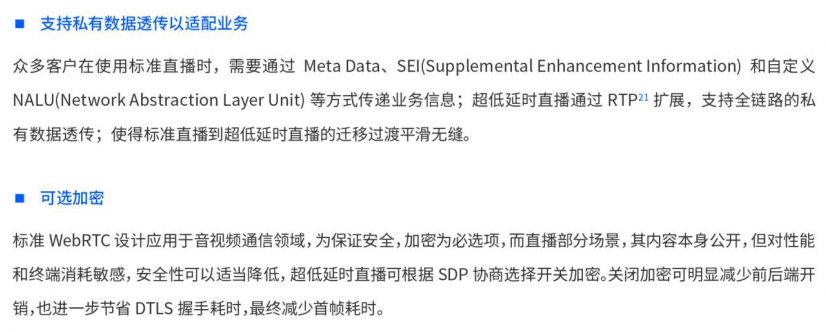 ■ 支持私有数据透传以适配业务
众多客户在使用标准直播时，需要通过 Meta Data、SEI(Supplemental Enhancement Information) 和自定义
NALU(Network Abstraction Layer Unit) 等方式传递业务信息；超低延时直播通过 RTP21 扩展，支持全链路的私
有数据透传；使得标准直播到超低延时直播的迁移过渡平滑无缝。
■ 可选加密
标准 WebRTC 设计应用于音视频通信领域，为保证安全，加密为必选项，而直播部分场景，其内容本身公开，但对性能
和终端消耗敏感，安全性可以适当降低，超低延时直播可根据 SDP 协商选择开关加密。关闭加密可明显减少前后端开
销，也进一步节省 DTLS 握手耗时，最终减少首帧耗时。